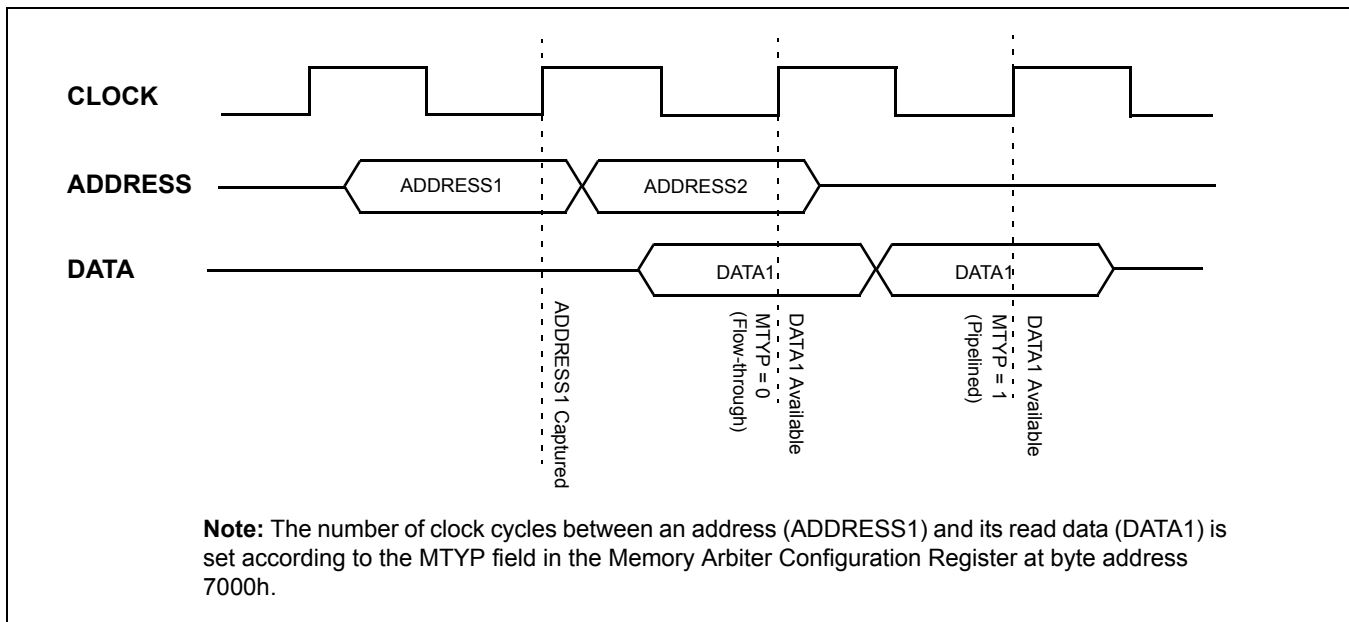 CLOCK
ADDRESS
ADDRESS1
ADDRESS2
DATA
DATA1
DATA1
ADDRESS1 Captured
DATA1 Available
MTYP = 0
(Flow-through)
DATA1 Available
MTYP = 1
(Pipelined)
Note: The number of clock cycles between an address (ADDRESS1) and its read data (DATA1) is
set according to the MTYP field in the Memory Arbiter Configuration Register at byte address
7000h.